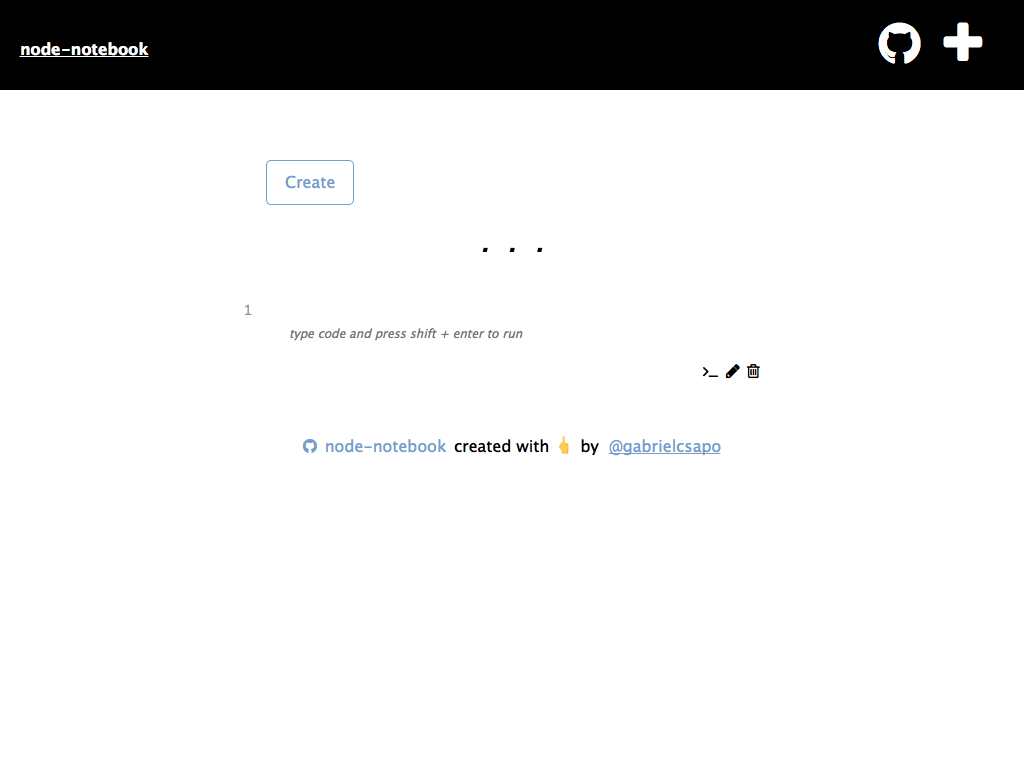 node-notebook
Create
. . .
1
type code and press shift + enter to run
node-notebook created with 🖕 by @gabrielcsapo